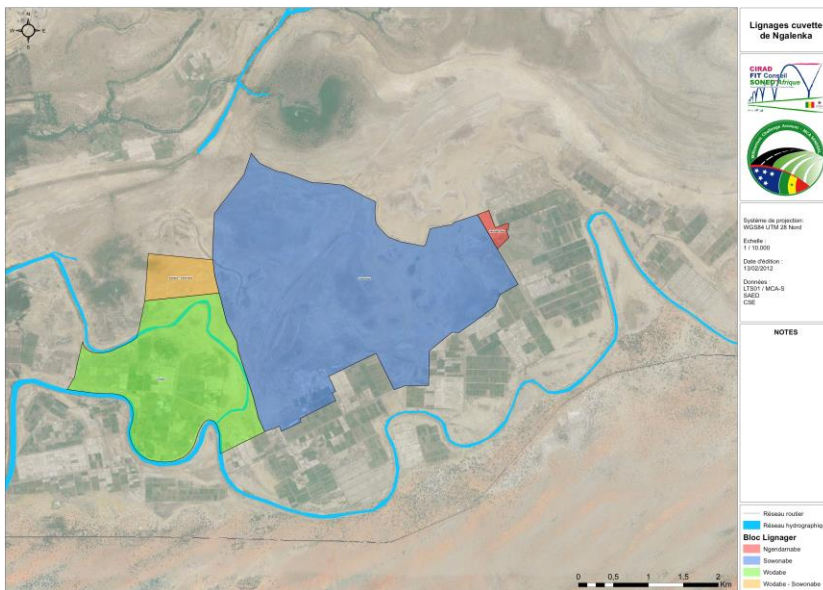 Lignages cuvette
de Ngalenka
CIRAD
FIT Conseil
SONED Afrique
Système de projection:
WGS84 UTM 28 Nord
Echelle :
1 / 10.000
Date d'édition :
13/02/2012
Données :
LTS01 / MCA-S
SAED
CSE
NOTES
Réseau routier
Réseau hydrographiq
Bloc Lignager
Ngendarnabe
Sowonabe
Wodabe
Wodabe - Sowonabe
N
W
E
S
0 0,5 1 1,5 2
Km